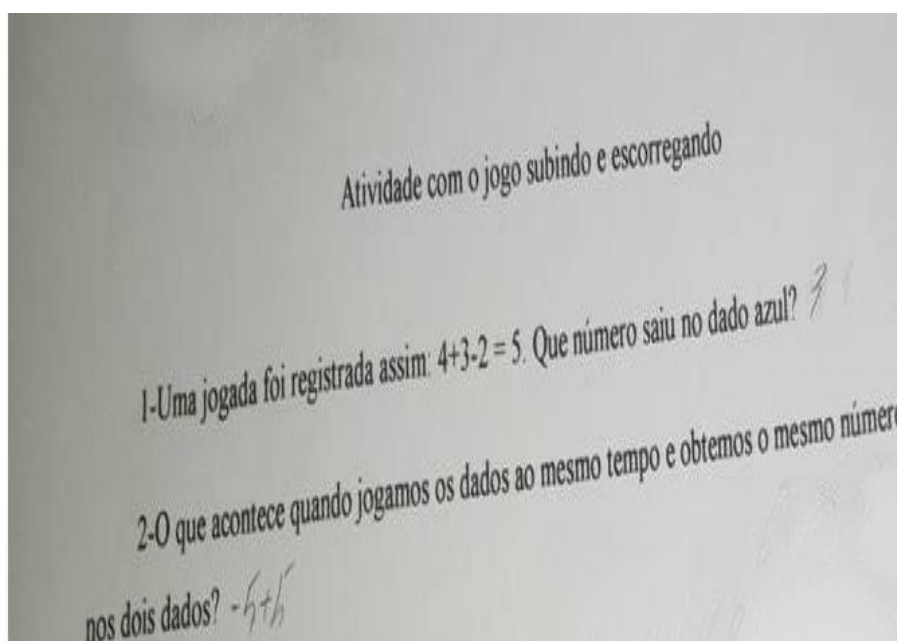 Atividade com o jogo subindo e escorregando
1-Uma jogada foi registrada assim: 4+3-2 = 5. Que número saiu no dado azul? 3
2-O que acontece quando jogamos os dados ao mesmo tempo e obtemos o mesmo número
nos dois dados?